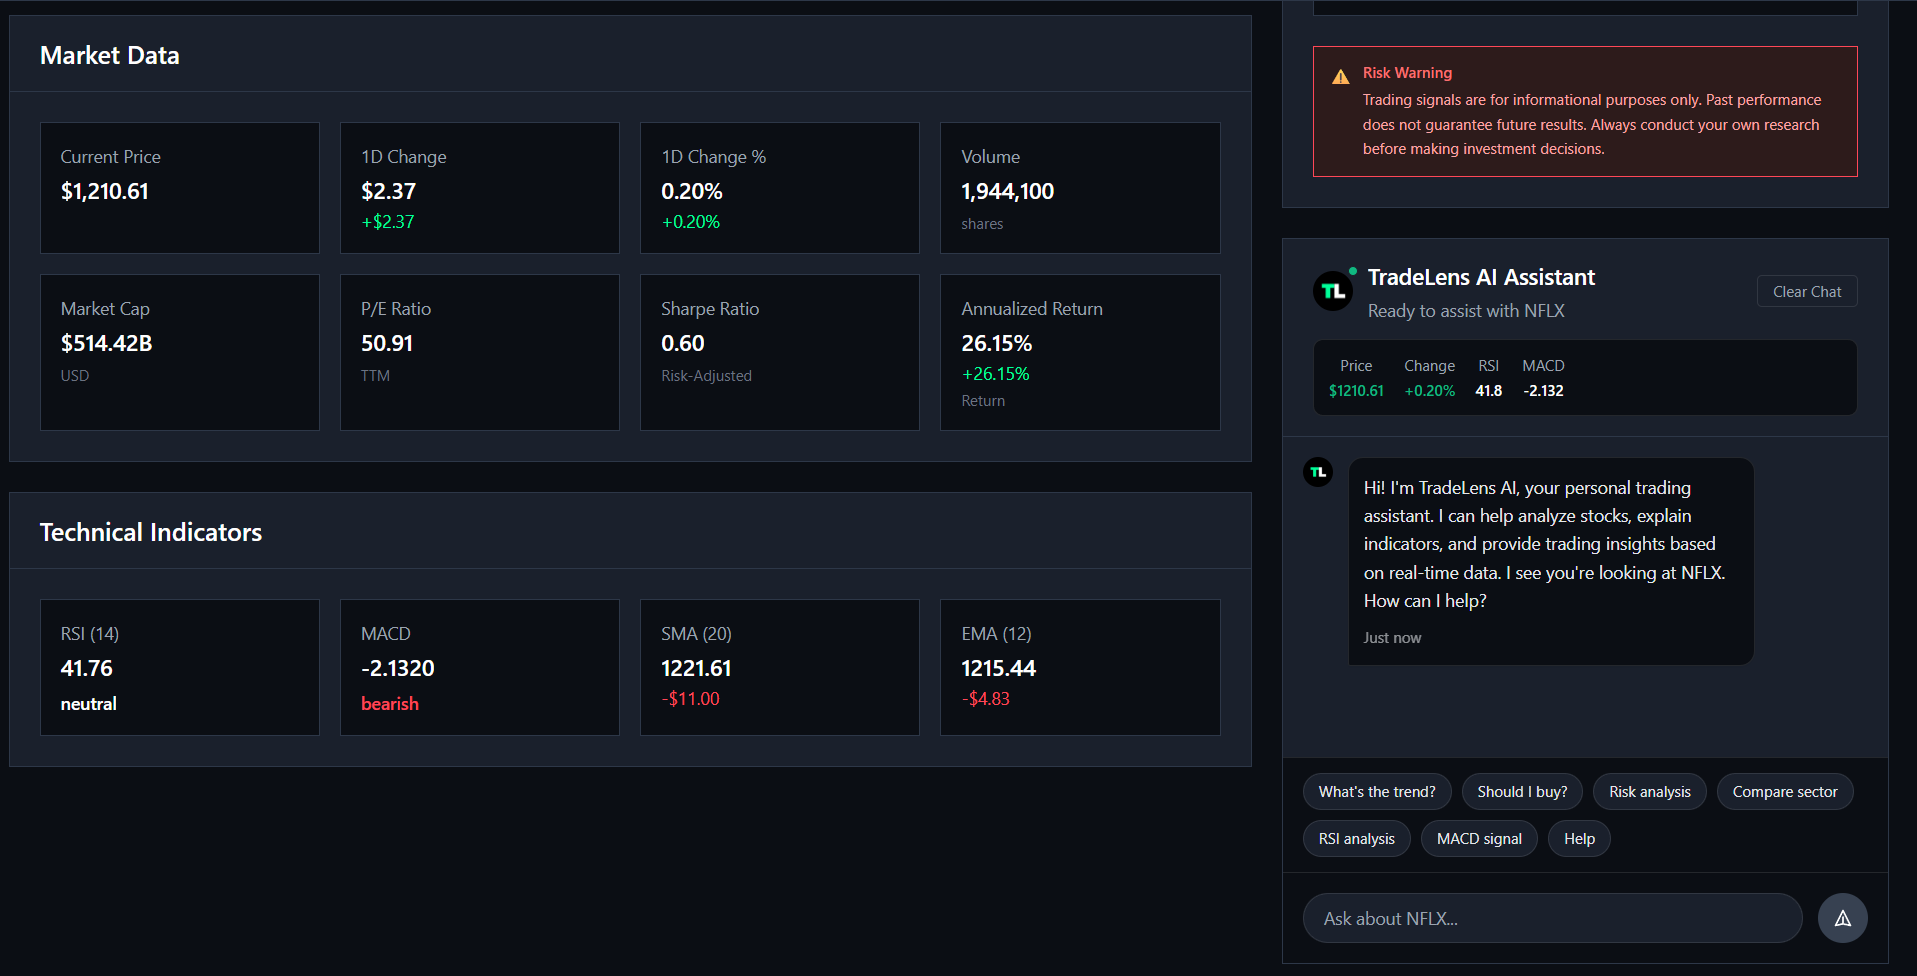 Market Data
Current Price
$1,210.61
1D Change
$2.37
+$2.37
1D Change %
0.20%
+0.20%
Volume
1,944,100
shares
Market Cap
$514.42B
USD
P/E Ratio
50.91
TTM
Sharpe Ratio
0.60
Risk-Adjusted
Annualized Return
26.15%
+26.15%
Return
Technical Indicators
RSI (14)
41.76
neutral
MACD
-2.1320
bearish
SMA (20)
1221.61
-$11.00
EMA (12)
1215.44
-$4.83
Risk Warning
Trading signals are for informational purposes only. Past performance
does not guarantee future results. Always conduct your own research
before making investment decisions.
TL
TradeLens AI Assistant
Ready to assist with NFLX
Clear Chat
Price Change RSI MACD
$1210.61 +0.20% 41.8 -2.132
TL
Hi! I'm TradeLens AI, your personal trading
assistant. I can help analyze stocks, explain
indicators, and provide trading insights based
on real-time data. I see you're looking at NFLX.
How can I help?
Just now
What's the trend? Should I buy? Risk analysis Compare sector
RSI analysis MACD signal Help
Ask about NFLX...